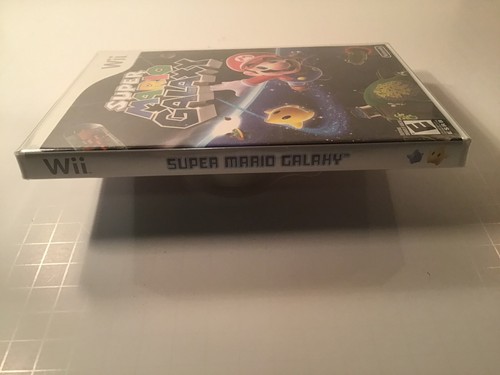 Wii
SUPER
MARIO
GALAXY
E
Wii
SUPER MARIO GALAXY™